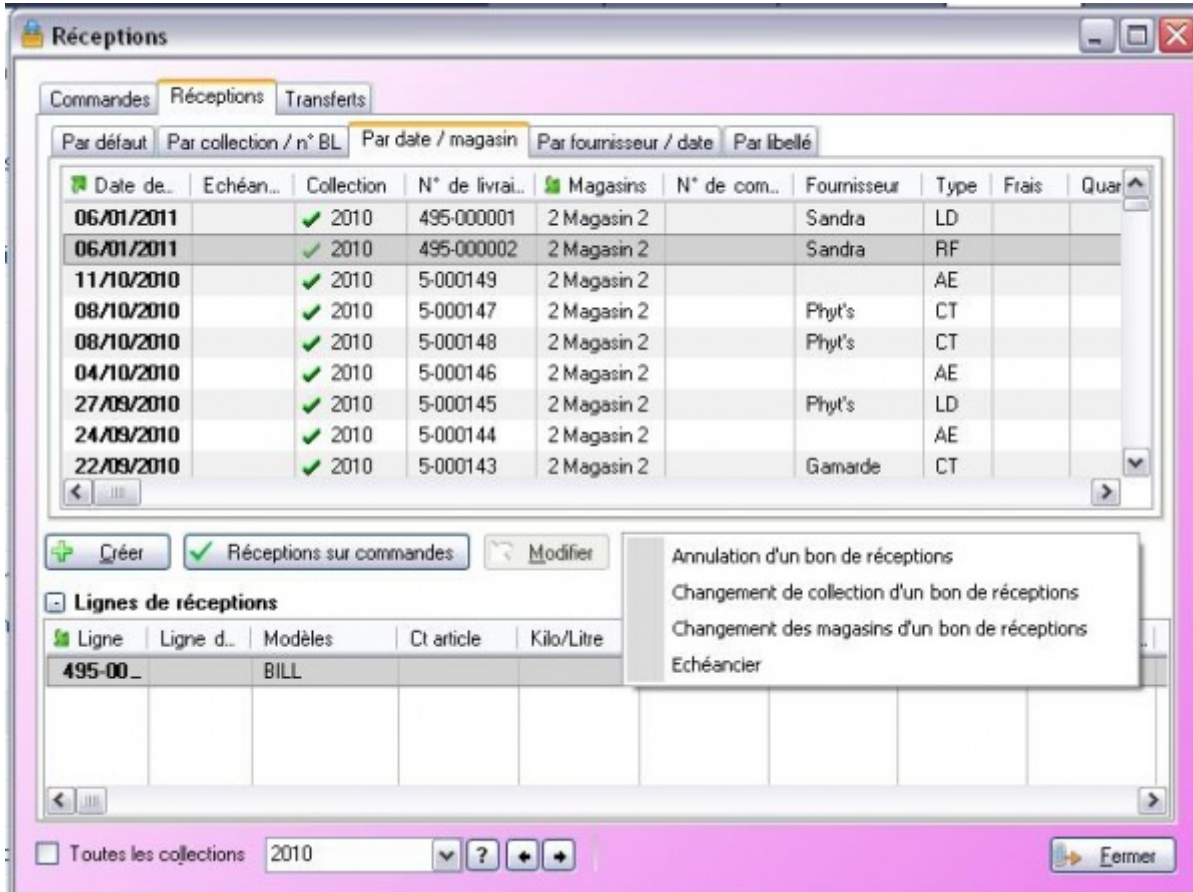 Réceptions
Commandes Réceptions Transferts
Par défaut Par collection / n° BL Par date / magasin Par fournisseur / date Par libellé
Date de... Echéan... Collection N° de livrai... Magasins N° de com... Fournisseur Type Frais Quar
06/01/2011 2010 495-000001 2 Magasin 2 Sandra LD
06/01/2011 2010 495-000002 2 Magasin 2 Sandra RF
11/10/2010 2010 5-000149 2 Magasin 2 AE
08/10/2010 2010 5-000147 2 Magasin 2 Phyt's CT
08/10/2010 2010 5-000148 2 Magasin 2 Phyt's CT
04/10/2010 2010 5-000146 2 Magasin 2 AE
27/09/2010 2010 5-000145 2 Magasin 2 Phyt's LD
24/09/2010 2010 5-000144 2 Magasin 2 AE
22/09/2010 2010 5-000143 2 Magasin 2 Gamarde CT
Créer Réceptions sur commandes Modifier
Annulation d'un bon de réceptions
Changement de collection d'un bon de réceptions
Changement des magasins d'un bon de réceptions
Echéancier
Lignes de réceptions
Ligne Ligne d... Modèles Ct article Kilo/Litre
495-00... BILL
Toutes les collections 2010 ? Fermer